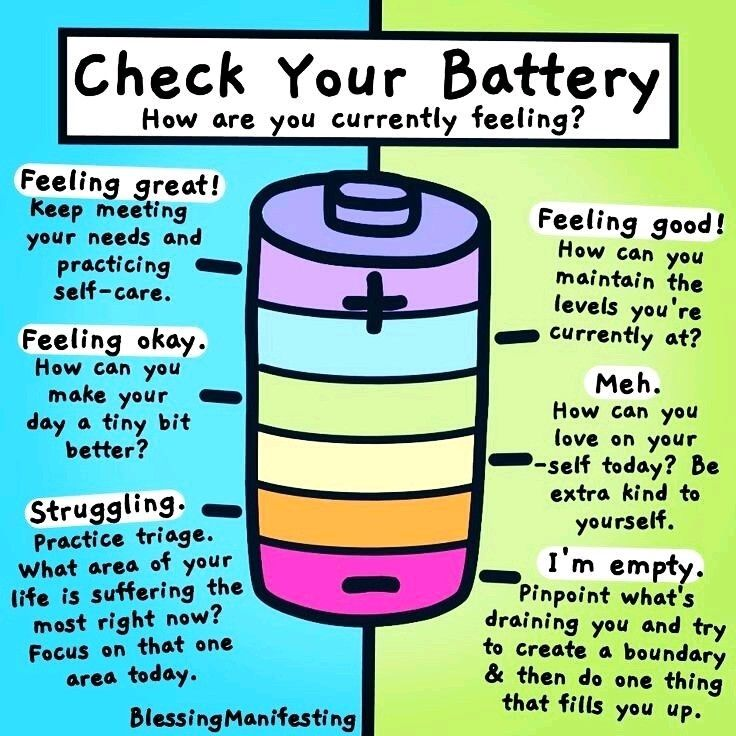 Check Your Battery
How are you currently feeling?
Feeling great!
Keep meeting
your needs and
practicing
self-care.
Feeling good!
How can you
maintain the
levels you're
currently at?
Feeling okay.
How can you
make your
day a tiny bit
better?
Meh.
How can you
love on your
-self today? Be
extra kind to
yourself.
Struggling.
Practice triage.
What area of your
life is suffering the
most right now?
Focus on that one
area today.
I'm empty.
Pinpoint what's
draining you and try
to create a boundary
& then do one thing
that fills you up.
BlessingManifesting